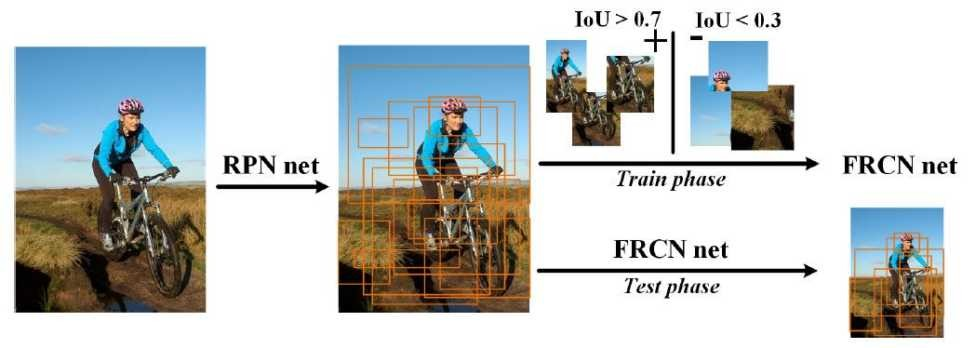 IoU > 0.7
IoU < 0.3
+
-
RPN net
Train phase
FRCN net
FRCN net
Test phase